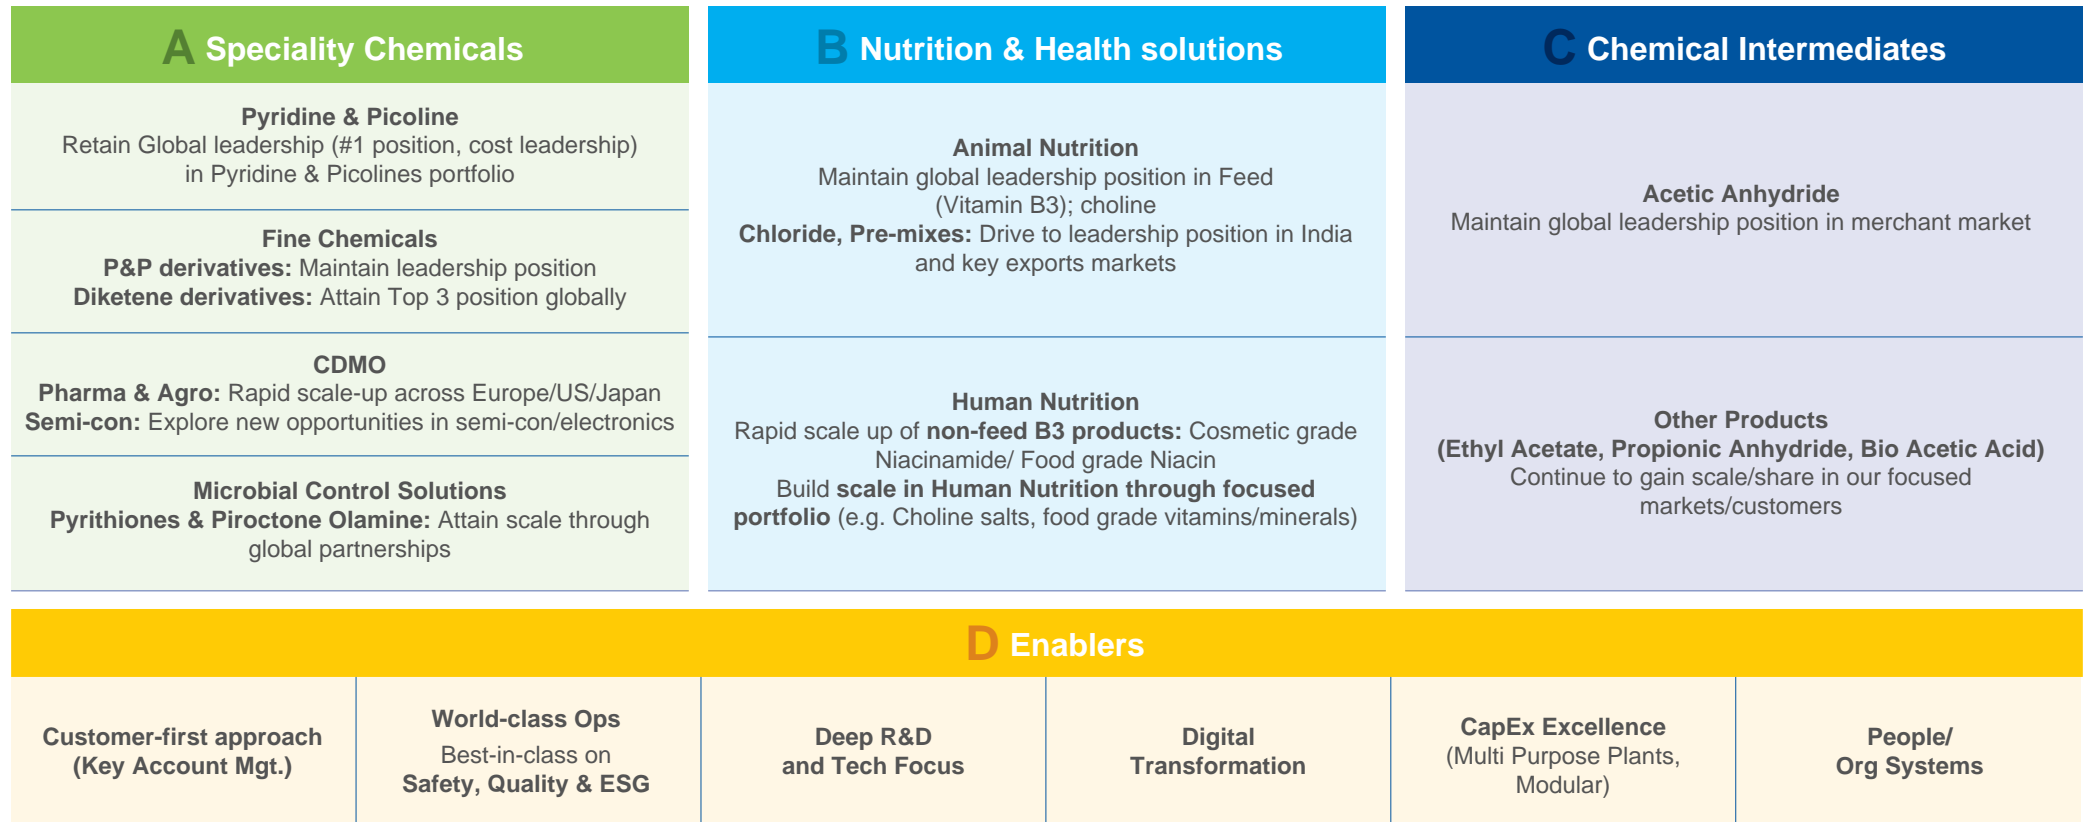 A Speciality Chemicals
Pyridine & Picoline
Retain Global leadership (#1 position, cost leadership)
in Pyridine & Picolines portfolio
Fine Chemicals
P&P derivatives: Maintain leadership position
Diketene derivatives: Attain Top 3 position globally
CDMO
Pharma & Agro: Rapid scale-up across Europe/US/Japan
Semi-con: Explore new opportunities in semi-con/electronics
Microbial Control Solutions
Pyrithiones & Piroctone Olamine: Attain scale through
global partnerships
B Nutrition & Health solutions
Animal Nutrition
Maintain global leadership position in Feed
(Vitamin B3); choline
Chloride, Pre-mixes: Drive to leadership position in India
and key exports markets
Human Nutrition
Rapid scale up of non-feed B3 products: Cosmetic grade
Niacinamide/ Food grade Niacin
Build scale in Human Nutrition through focused
portfolio (e.g. Choline salts, food grade vitamins/minerals)
C Chemical Intermediates
Acetic Anhydride
Maintain global leadership position in merchant market
Other Products
(Ethyl Acetate, Propionic Anhydride, Bio Acetic Acid)
Continue to gain scale/share in our focused
markets/customers
D Enablers
Customer-first approach
(Key Account Mgt.)
World-class Ops
Best-in-class on
Safety, Quality & ESG
Deep R&D
and Tech Focus
Digital
Transformation
CapEx Excellence
(Multi Purpose Plants,
Modular)
People/
Org Systems